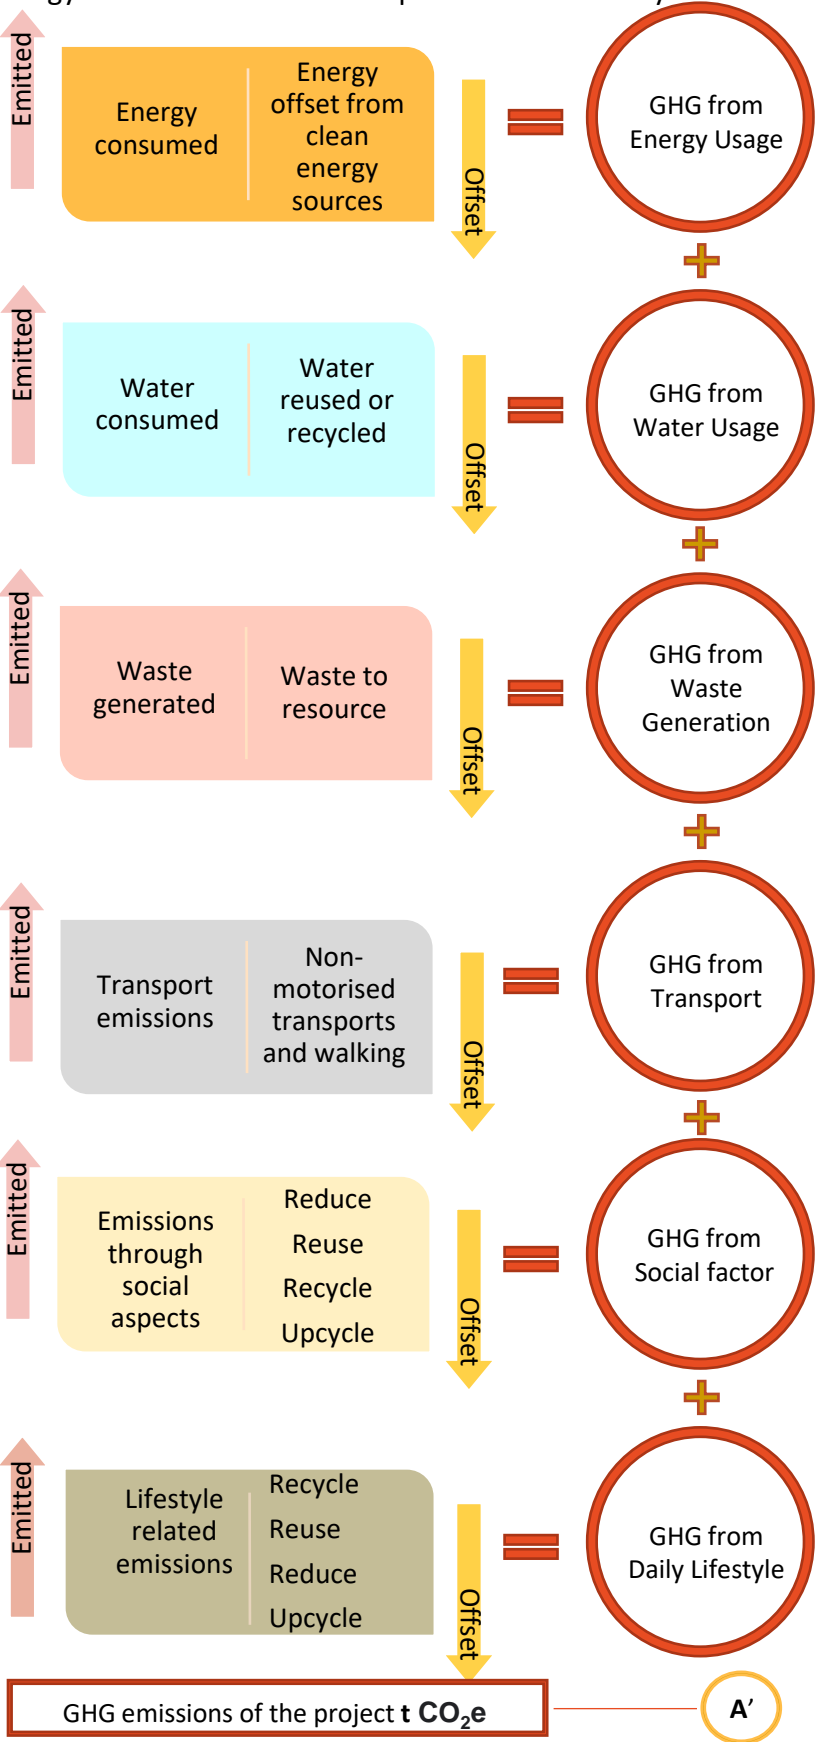 Emitted
Energy
consumed
Energy
offset from
clean
energy
sources
Offset
GHG from
Energy Usage
Emitted
Water
consumed
Water
reused or
recycled
Offset
GHG from
Water Usage
Emitted
Waste
generated
Waste to
resource
Offset
GHG from
Waste
Generation
Emitted
Transport
emissions
Non-
motorised
transports
and walking
Offset
GHG from
Transport
Emitted
Emissions
through
social
aspects
Reduce
Reuse
Recycle
Upcycle
Offset
GHG from
Social factor
Emitted
Lifestyle
related
emissions
Recycle
Reuse
Reduce
Upcycle
Offset
GHG from
Daily Lifestyle
GHG emissions of the project t CO₂e
A’